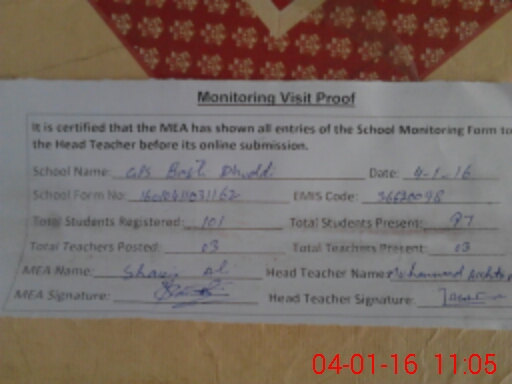 Monitoring Visit Proof
It is certified that the MEA has shown all entries of the School Monitoring Form to
the Head Teacher before its online submission.
School Name: GPS Basti Date: 4-1-16
School Form No: EMIS Code:
Total Students Registered: 101 Total Students Present: 97
Total Teachers Posted: 03 Total Teachers Present: 03
MEA Name: Head Teacher Name: Muhammad
MEA Signature: Head Teacher Signature:
04-01-16 11:05